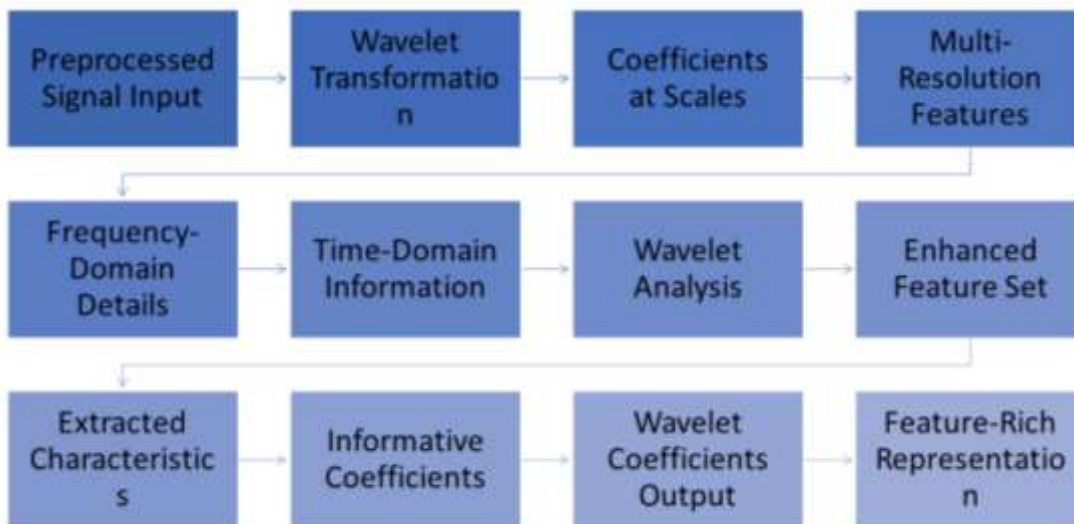 Preprocessed
Signal Input
Wavelet
Transformatio
n
Coefficients
at Scales
Multi-
Resolution
Features
Frequency-
Domain
Details
Time-Domain
Information
Wavelet
Analysis
Enhanced
Feature Set
Extracted
Characteristic
s
Informative
Coefficients
Wavelet
Coefficients
Output
Feature-Rich
Representatio
n